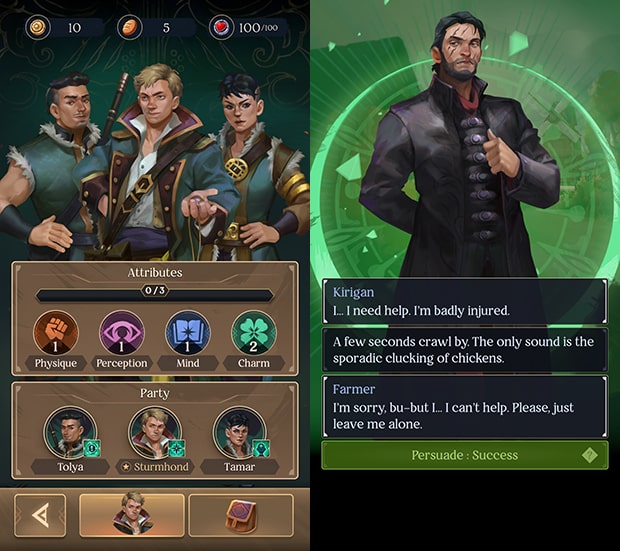 10
5
100/100
Attributes
0/3
1
1
1
2
Physique
Perception
Mind
Charm
Party
Tolya
Sturmhond
Tamar
Kirigan
I... I need help. I'm badly injured.
A few seconds crawl by. The only sound is the
sporadic clucking of chickens.
Farmer
I'm sorry, bu-but I... I can't help. Please, just
leave me alone.
Persuade : Success